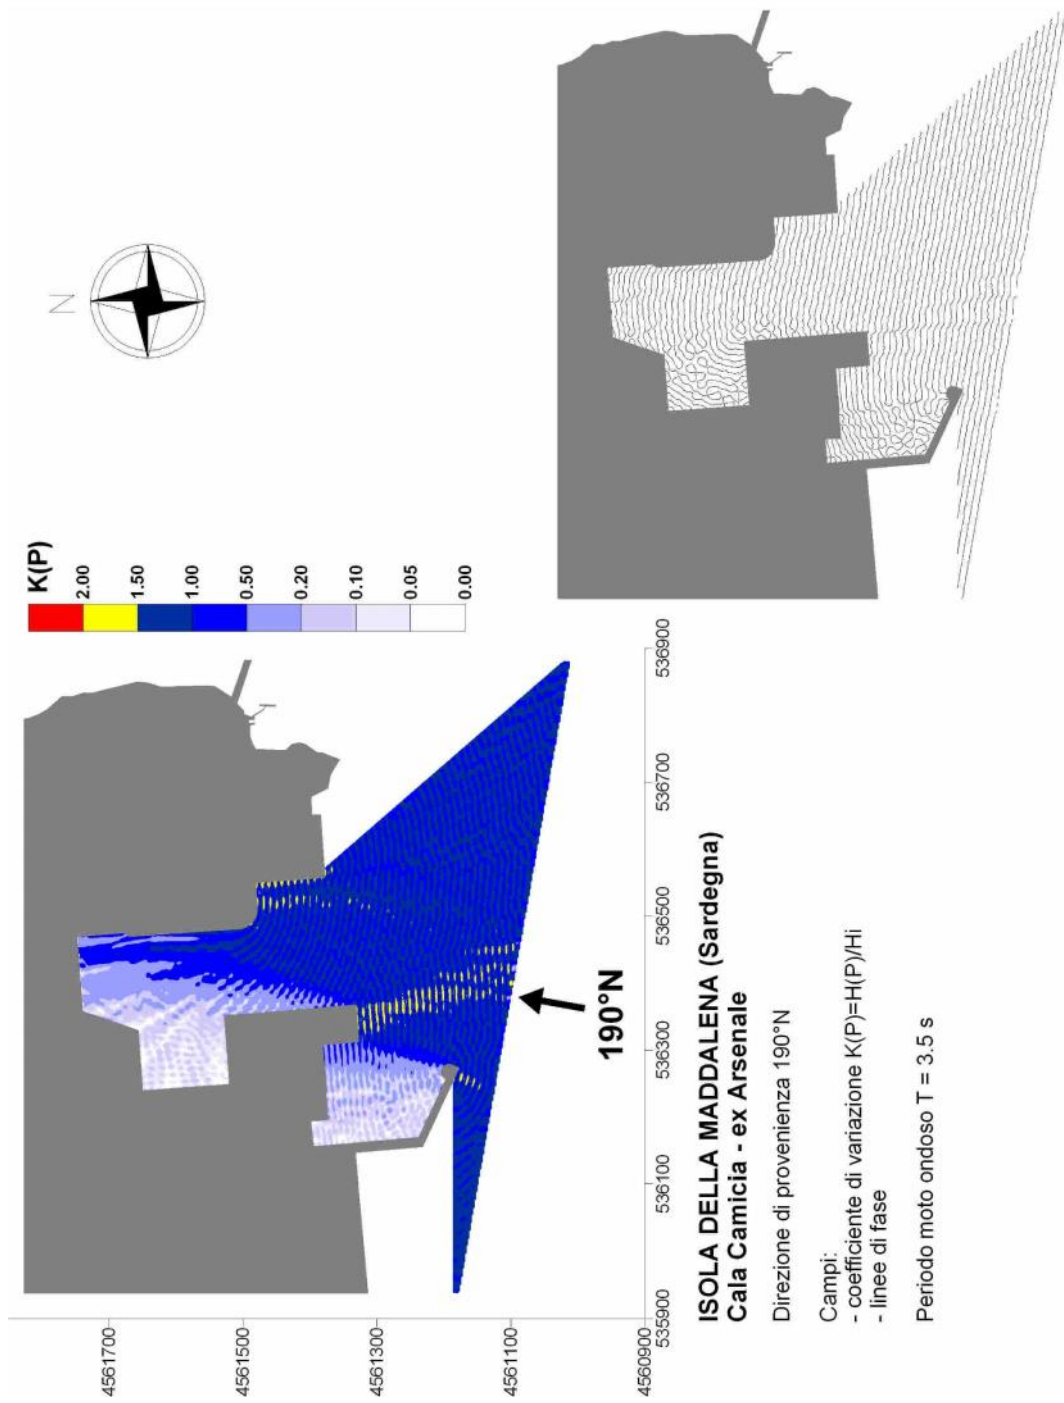 N
K(P)
2.00
1.50
1.00
0.50
0.20
0.10
0.05
0.00
4561700
4561500
4561300
4561100
4560900
535900
536100
536300
536500
536700
536900
190°N
ISOLA DELLA MADDALENA (Sardegna)
Cala Camicia - ex Arsenale
Direzione di provenienza 190°N
Campi:
- coefficiente di variazione K(P)=H(P)/Hi
- linee di fase
Periodo moto ondoso T = 3.5 s